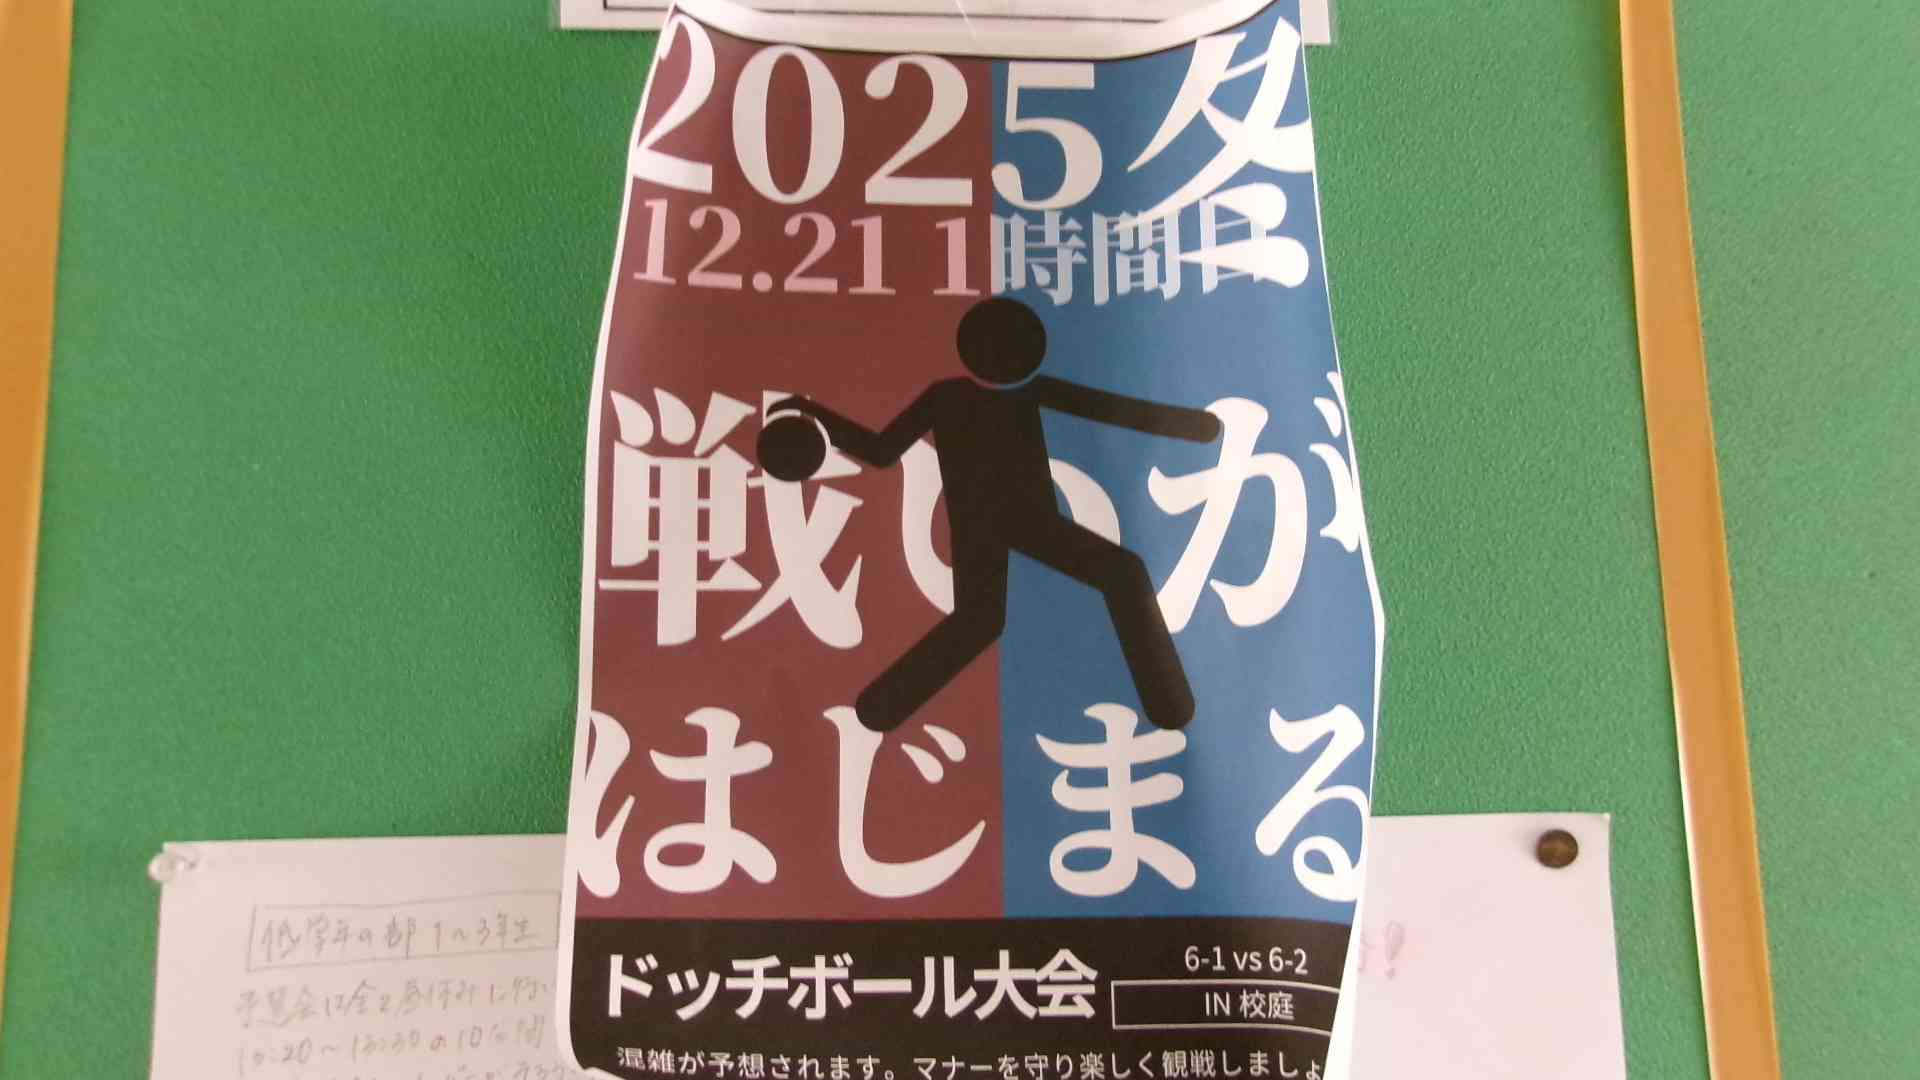 2025冬
12.21 1時間目
戦いが
はじまる
ドッチボール大会
6-1 vs 6-2
IN 校庭
混雑が予想されます。マナーを守り楽しく観戦しましょ
低学年の部 1〜3年生